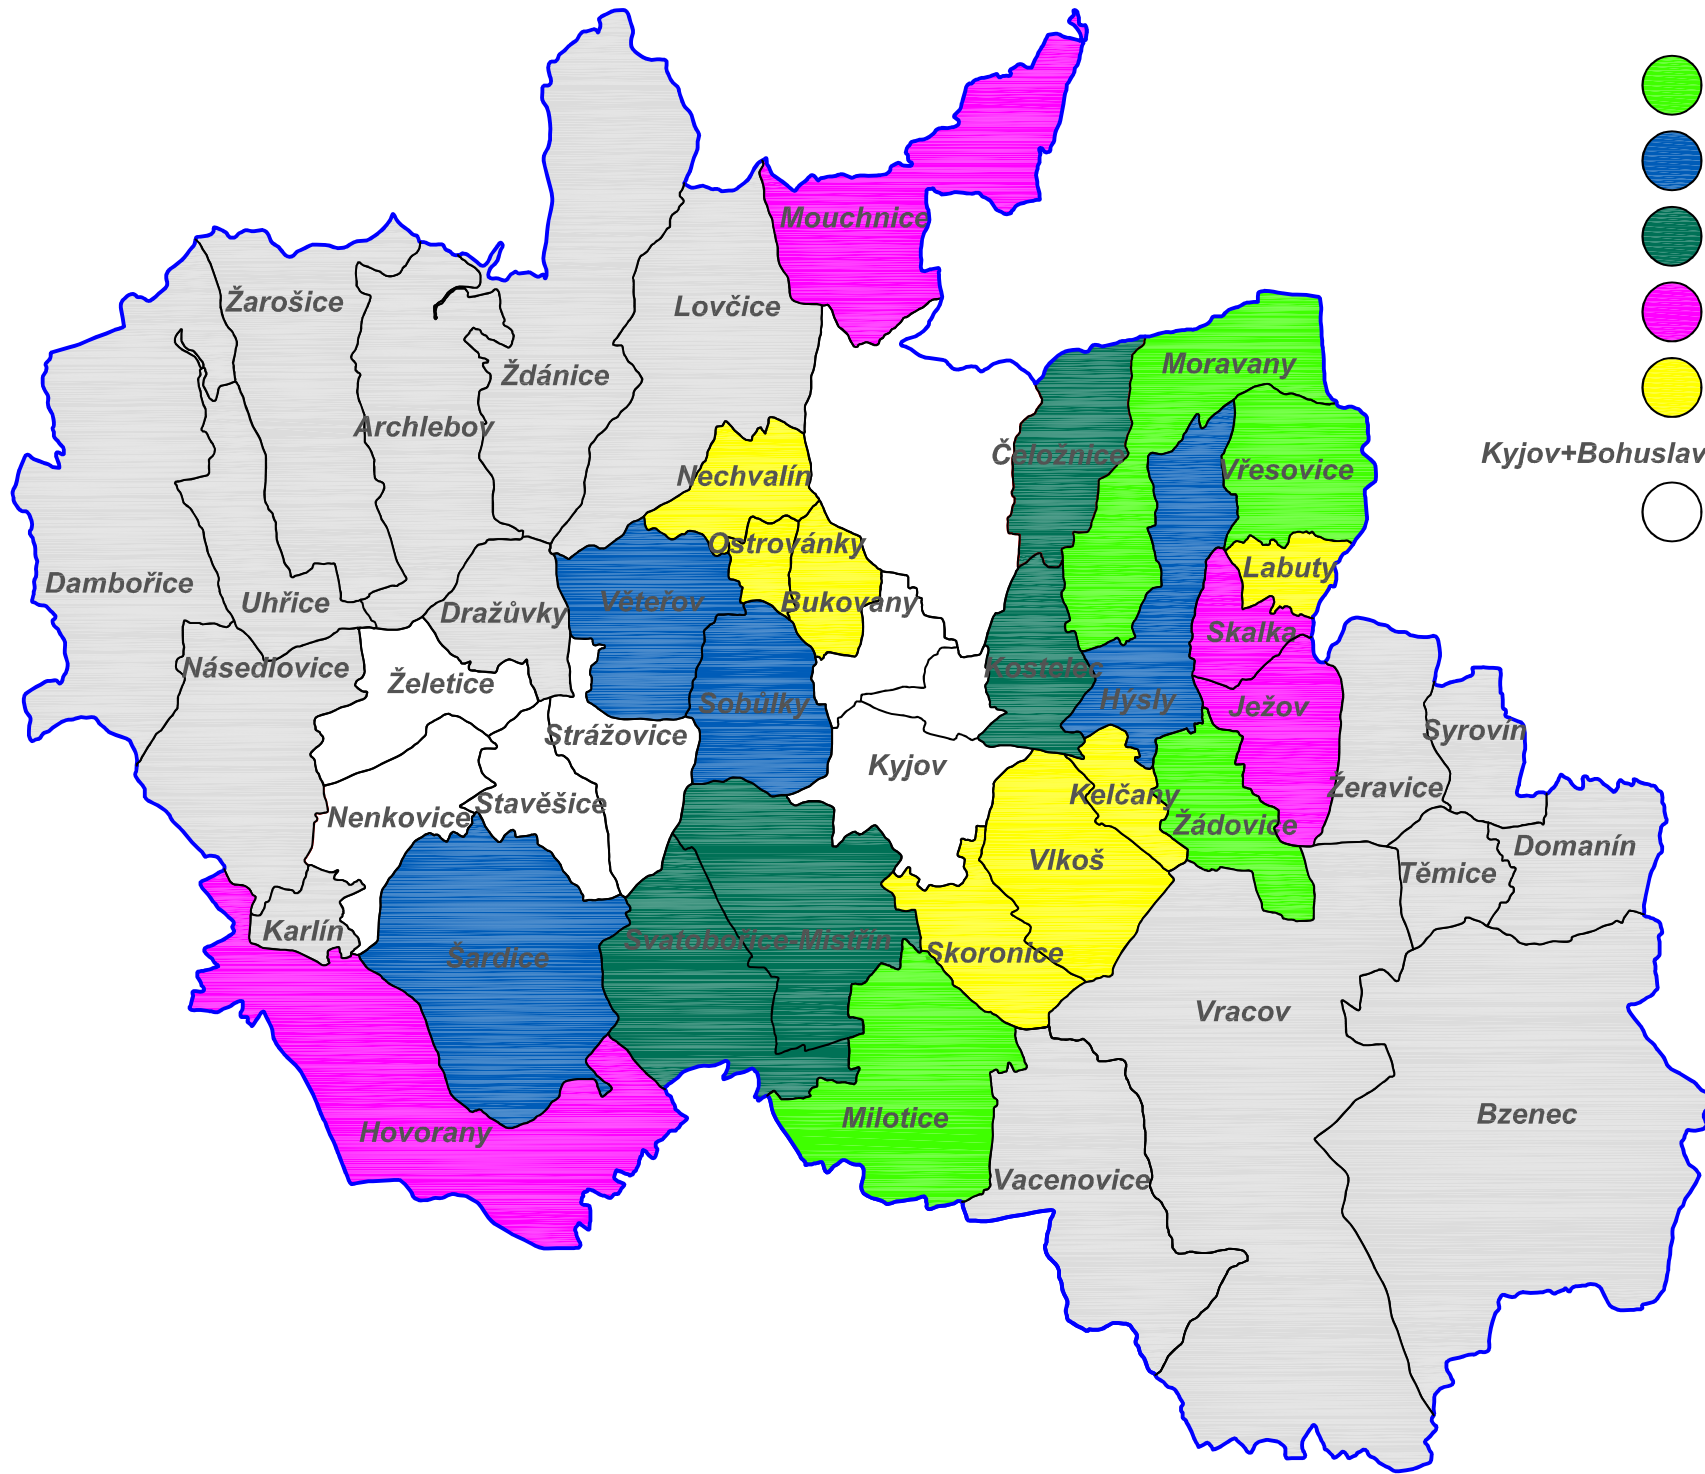 Mouchnice
Žarošice
Lovčice
Moravany
Ždánice
Archlebov
Čeložnice
Kyjov+Bohuslav
Vřesovice
Nechvalín
Ostrovánky
Labuty
Dambořice
Uhřice
Dražůvky
Věteřov
Bukovany
Skalka
Násedlovice
Kostelec
Želetice
Sobůlky
Hýsly
Ježov
Strážovice
Syrovín
Kyjov
Žeravice
Kelčany
Stavěšice
Nenkovice
Žádovice
Domanín
Vlkoš
Těmice
Karlín
Svatobořice-Mistřín
Skoronice
Šardice
Vracov
Milotice
Bzenec
Hovorany
Vacenovice